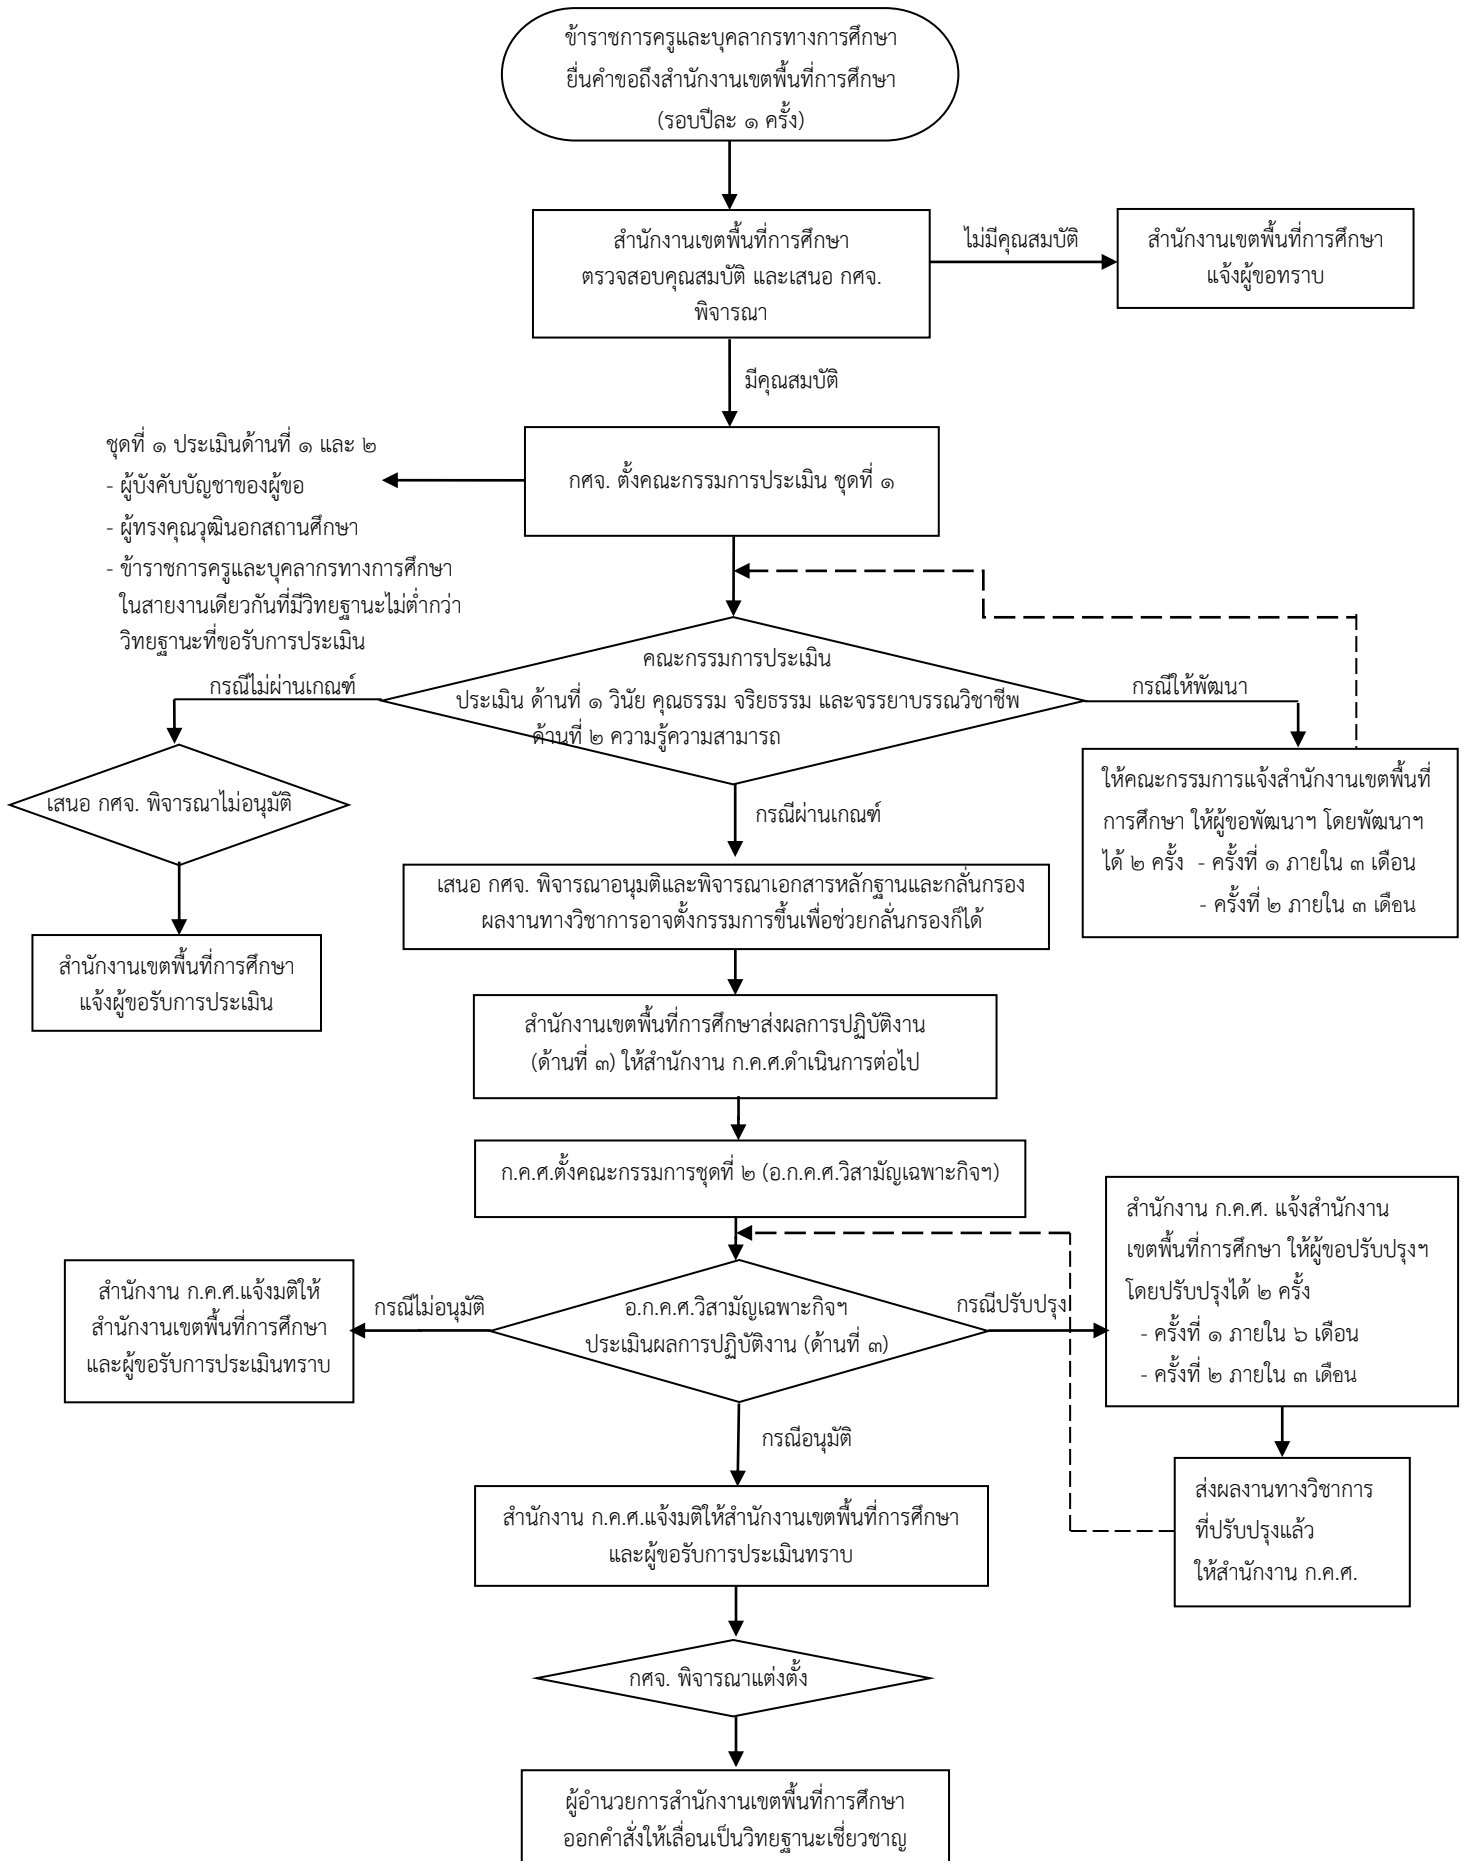 ข้าราชการครูและบุคลากรทางการศึกษา
ยื่นคำขอถึงสำนักงานเขตพื้นที่การศึกษา
(รอบปีละ ๑ ครั้ง)
สำนักงานเขตพื้นที่การศึกษา
ตรวจสอบคุณสมบัติ และเสนอ กศจ.
พิจารณา
ไม่มีคุณสมบัติ
สำนักงานเขตพื้นที่การศึกษา
แจ้งผู้ขอทราบ
มีคุณสมบัติ
กศจ. ตั้งคณะกรรมการประเมิน ชุดที่ ๑
ชุดที่ ๑ ประเมินด้านที่ ๑ และ ๒
- ผู้บังคับบัญชาของผู้ขอ
- ผู้ทรงคุณวุฒินอกสถานศึกษา
- ข้าราชการครูและบุคลากรทางการศึกษา
ในสายงานเดียวกันที่มีวิทยฐานะไม่ต่ำกว่า
วิทยฐานะที่ขอรับการประเมิน
คณะกรรมการประเมิน
ประเมิน ด้านที่ ๑ วินัย คุณธรรม จริยธรรม และจรรยาบรรณวิชาชีพ
ด้านที่ ๒ ความรู้ความสามารถ
กรณีไม่ผ่านเกณฑ์
กรณีให้พัฒนา
เสนอ กศจ. พิจารณาไม่อนุมัติ
สำนักงานเขตพื้นที่การศึกษา
แจ้งผู้ขอรับการประเมิน
ให้คณะกรรมการแจ้งสำนักงานเขตพื้นที่
การศึกษา ให้ผู้ขอพัฒนาฯ โดยพัฒนาฯ
ได้ ๒ ครั้ง - ครั้งที่ ๑ ภายใน ๓ เดือน
- ครั้งที่ ๒ ภายใน ๓ เดือน
กรณีผ่านเกณฑ์
เสนอ กศจ. พิจารณาอนุมติและพิจารณาเอกสารหลักฐานและกลั่นกรอง
ผลงานทางวิชาการอาจตั้งกรรมการขึ้นเพื่อช่วยกลั่นกรองก็ได้
สำนักงานเขตพื้นที่การศึกษาส่งผลการปฏิบัติงาน
(ด้านที่ ๓) ให้สำนักงาน ก.ค.ศ.ดำเนินการต่อไป
ก.ค.ศ.ตั้งคณะกรรมการชุดที่ ๒ (อ.ก.ค.ศ.วิสามัญเฉพาะกิจฯ)
อ.ก.ค.ศ.วิสามัญเฉพาะกิจฯ
ประเมินผลการปฏิบัติงาน (ด้านที่ ๓)
กรณีไม่อนุมัติ
สำนักงาน ก.ค.ศ.แจ้งมติให้
สำนักงานเขตพื้นที่การศึกษา
และผู้ขอรับการประเมินทราบ
กรณีปรับปรุง
สำนักงาน ก.ค.ศ. แจ้งสำนักงาน
เขตพื้นที่การศึกษา ให้ผู้ขอปรับปรุงฯ
โดยปรับปรุงได้ ๒ ครั้ง
- ครั้งที่ ๑ ภายใน ๖ เดือน
- ครั้งที่ ๒ ภายใน ๓ เดือน
ส่งผลงานทางวิชาการ
ที่ปรับปรุงแล้ว
ให้สำนักงาน ก.ค.ศ.
กรณีอนุมัติ
สำนักงาน ก.ค.ศ.แจ้งมติให้สำนักงานเขตพื้นที่การศึกษา
และผู้ขอรับการประเมินทราบ
กศจ. พิจารณาแต่งตั้ง
ผู้อำนวยการสำนักงานเขตพื้นที่การศึกษา
ออกคำสั่งให้เลื่อนเป็นวิทยฐานะเชี่ยวชาญ